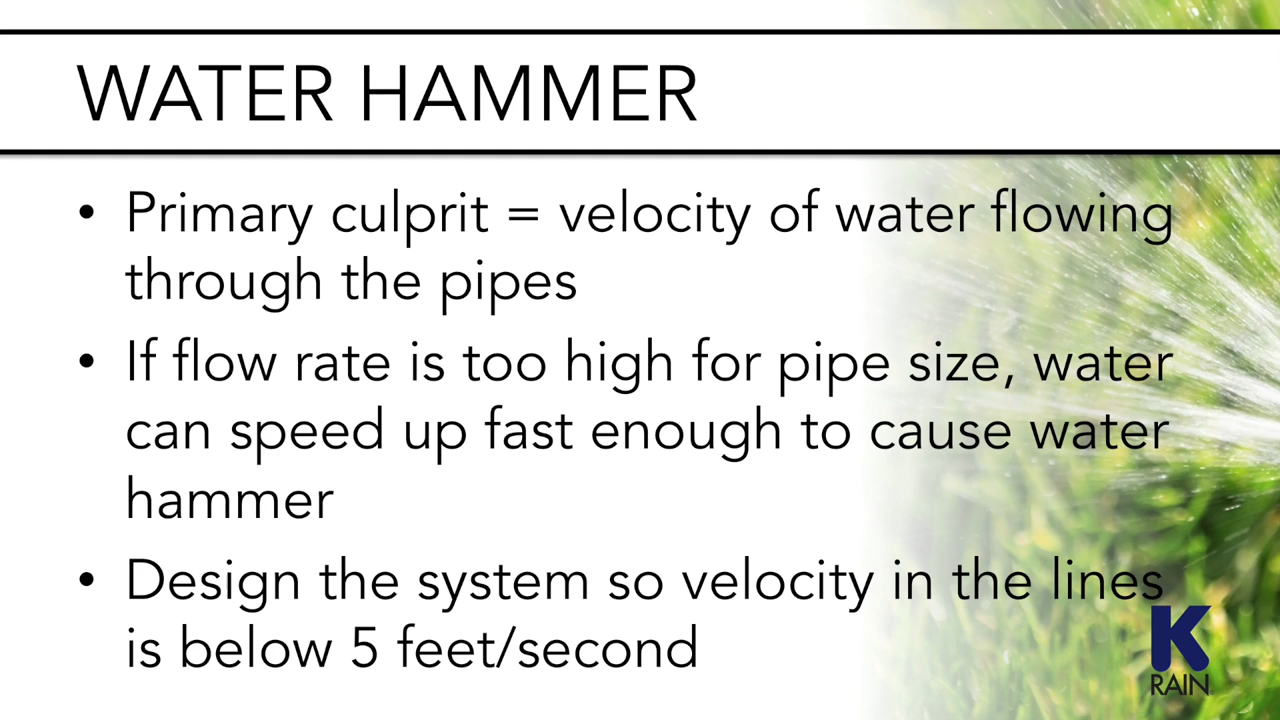 WATER HAMMER
• Primary culprit = velocity of water flowing
through the pipes
• If flow rate is too high for pipe size, water
can speed up fast enough to cause water
hammer
• Design the system so velocity in the lines
is below 5 feet/second
K
RAIN